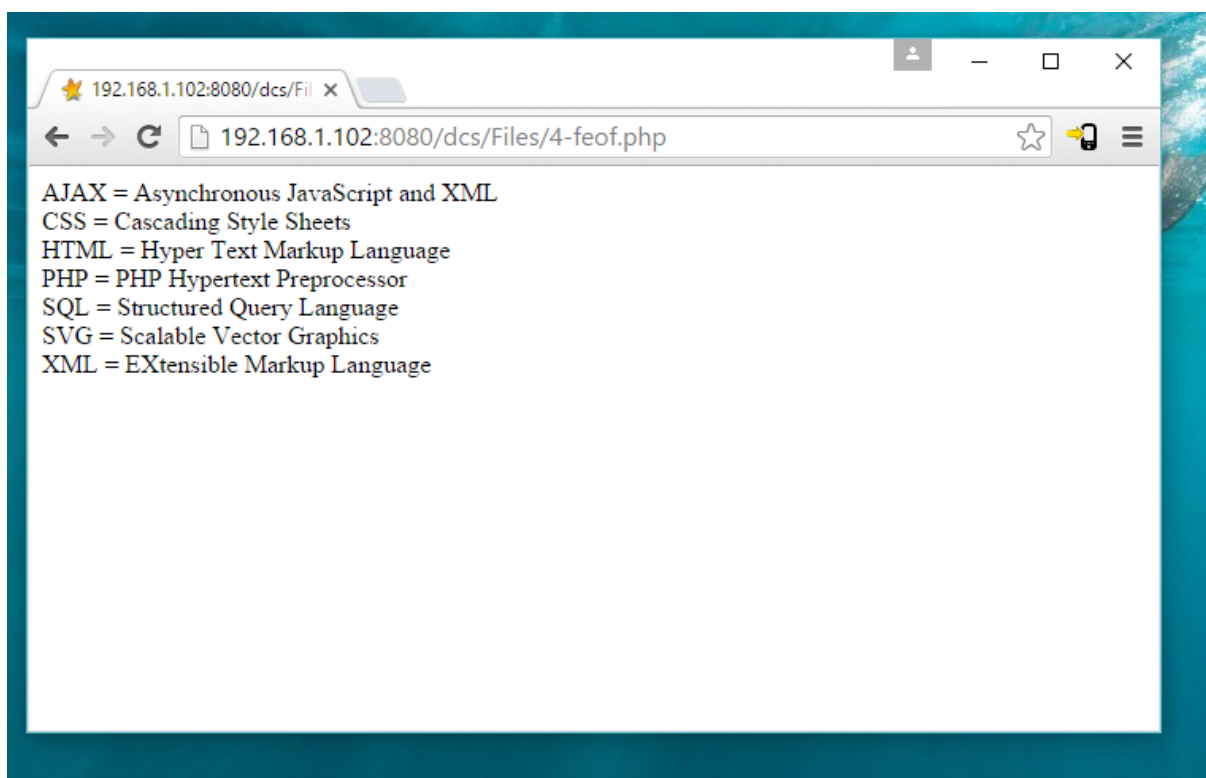 192.168.1.102:8080/dcs/Fil
192.168.1.102:8080/dcs/Files/4-feof.php
AJAX = Asynchronous JavaScript and XML
CSS = Cascading Style Sheets
HTML = Hyper Text Markup Language
PHP = PHP Hypertext Preprocessor
SQL = Structured Query Language
SVG = Scalable Vector Graphics
XML = EXtensible Markup Language